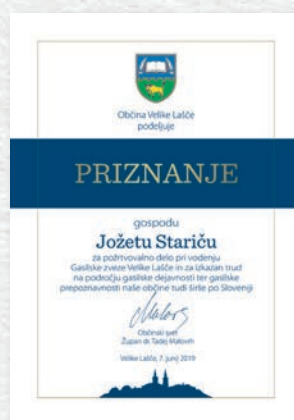 Občina Velike Lašče
podeljuje
PRIZNANJE
gospodu
Jožetu Stariču
za požrtvovalno delo pri vodenju
Gasilske zveze Velike Lašče in za izkazan trud
na področju gasilske dejavnosti ter gasilske
prepoznavnosti naše občine tudi širše po Sloveniji
Občinski svet
Župan dr. Tadej Malovrh
Velike Lašče, 7. junij 2019